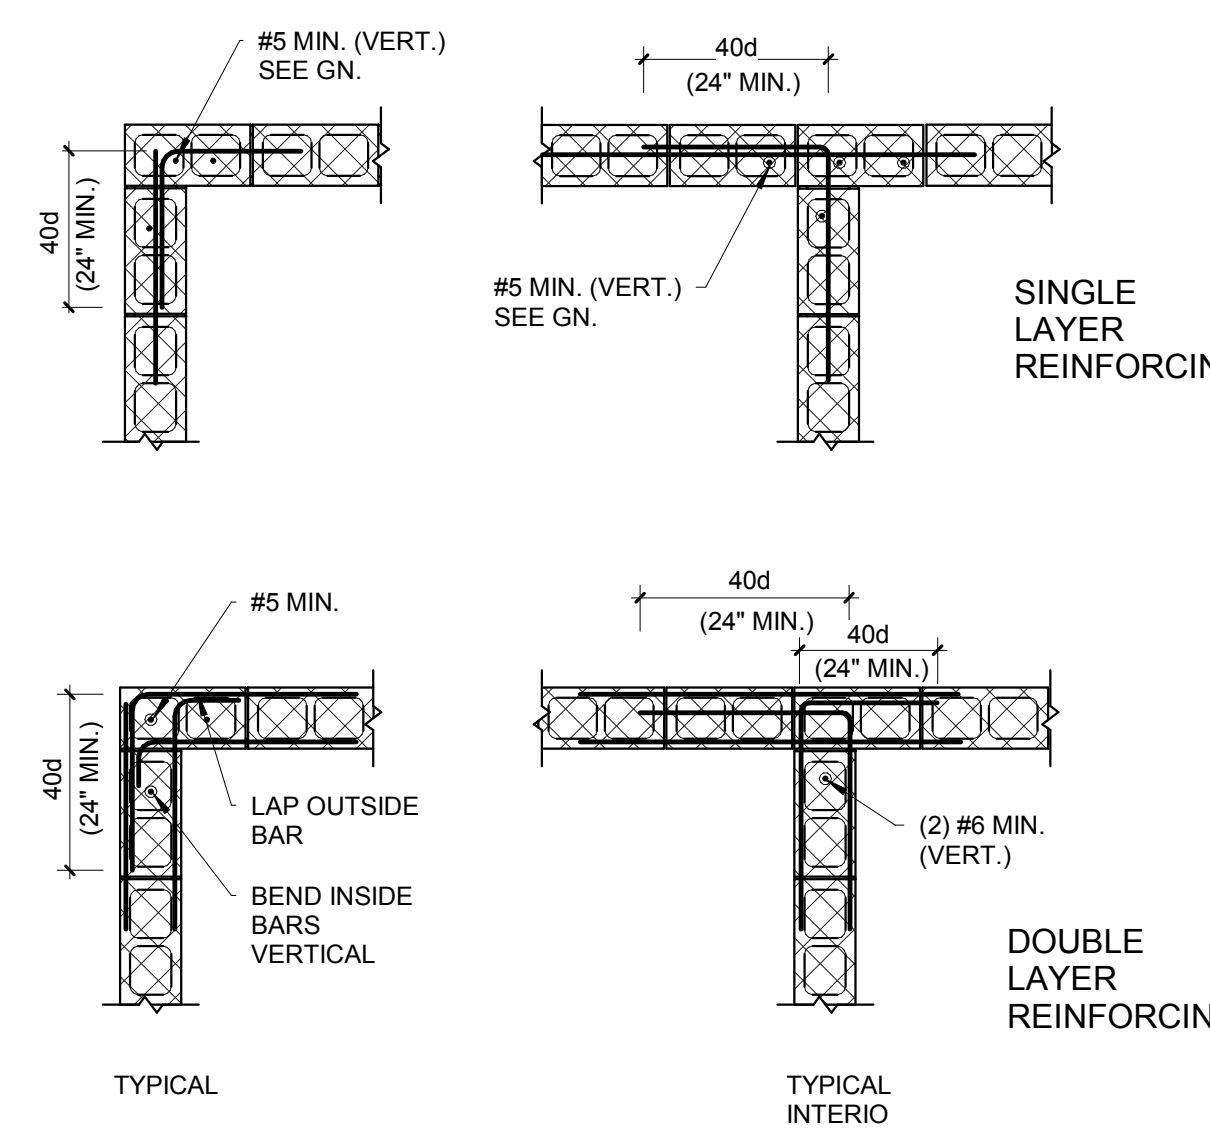 #5 MIN. (VERT.)
SEE GN.
40d
(24" MIN.)
40d
(24" MIN.)
#5 MIN. (VERT.)
SEE GN.
SINGLE
LAYER
REINFORCIN
#5 MIN.
40d
(24" MIN.)
40d
(24" MIN.)
40d
(24" MIN.)
LAP OUTSIDE
BAR
BEND INSIDE
BARS
VERTICAL
(2) #6 MIN.
(VERT.)
DOUBLE
LAYER
REINFORCIN
TYPICAL
TYPICAL
INTERIO